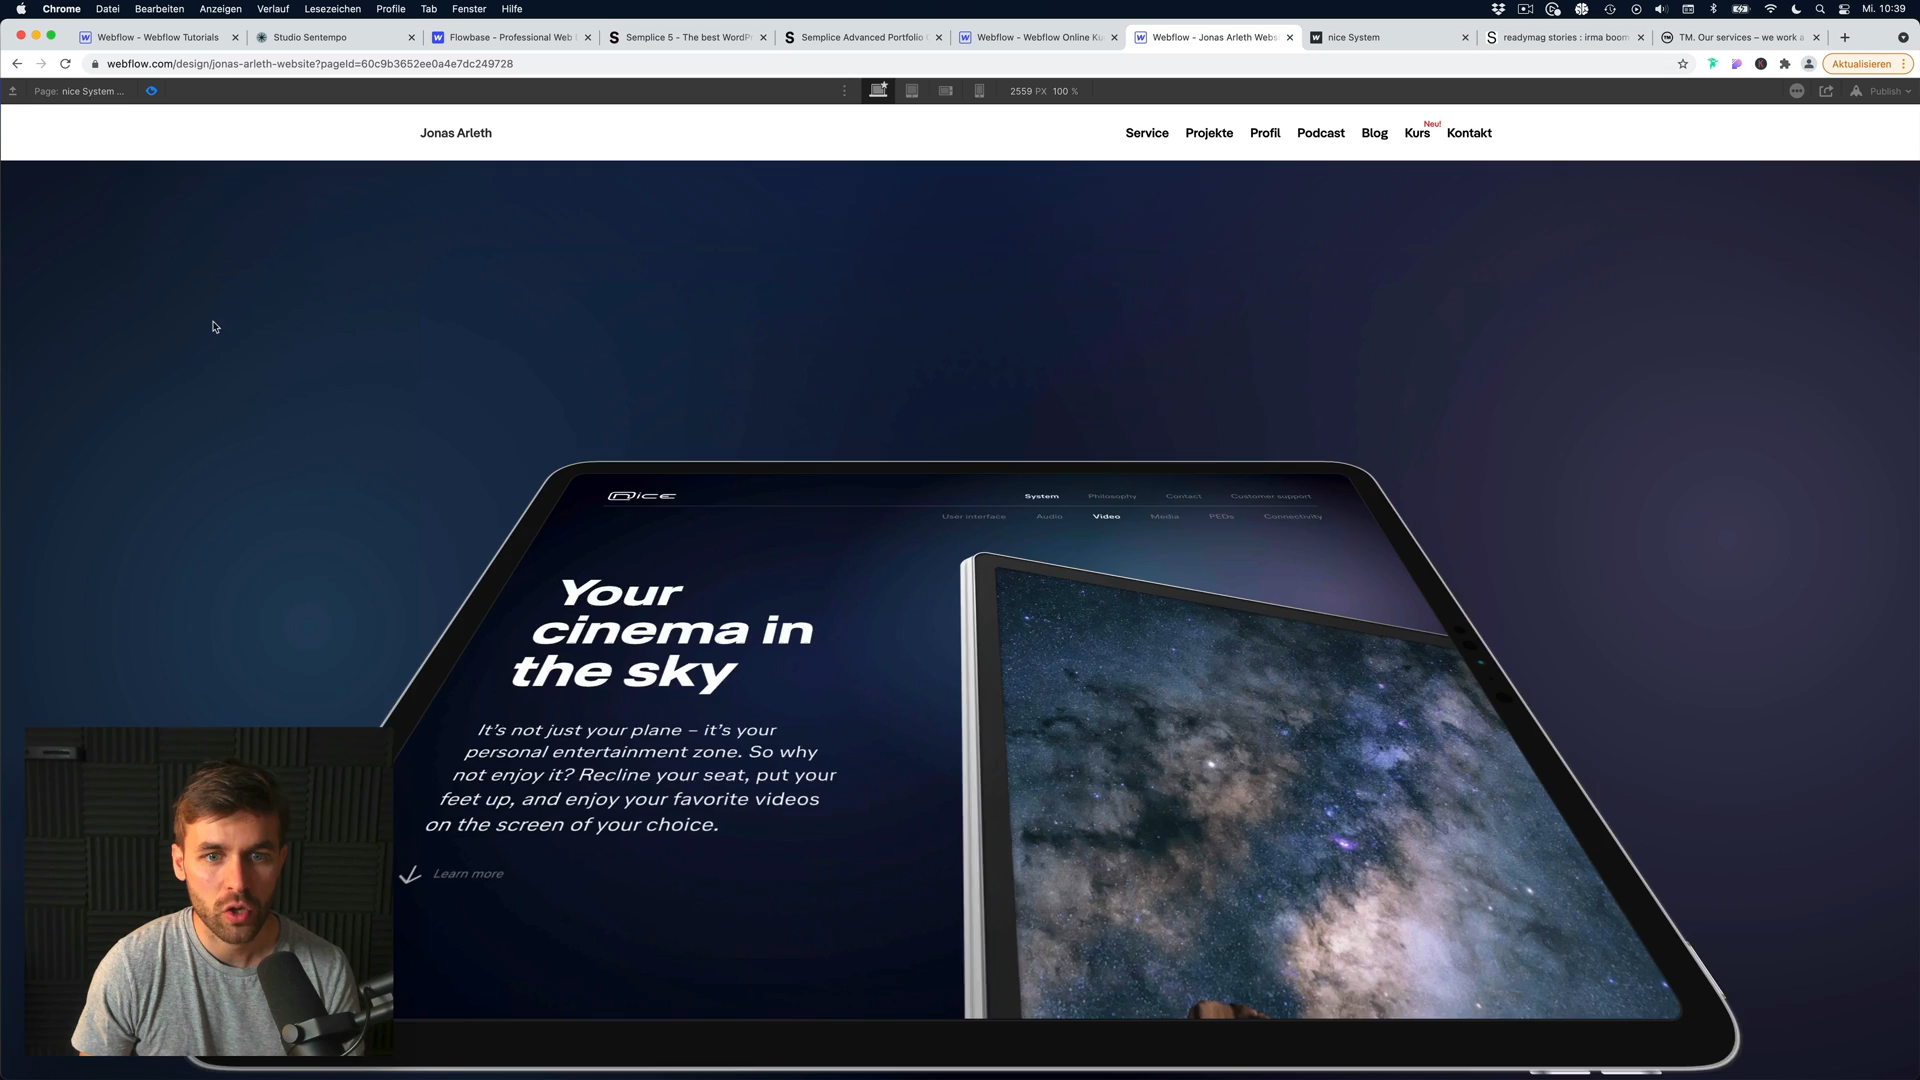 Chrome Datei Bearbeiten Anzeigen Verlauf Lesezeichen Profile Tab Fenster Hilfe Mi. 10:39
Webflow - Webflow Tutorials Studio Sentempo Flowbase - Professional Web Semplice 5 - The best WordP Semplice Advanced Portfolio Webflow - Webflow Online Ku Webflow - Jonas Arleth Webs nice System readymag stories : irma boom TM. Our services – we work a
webflow.com/design/jonas-arleth-website?pageId=60c9b3652ee0a4e7dc249728 Aktualisieren
Page: nice System ... 2559 PX 100 % Publish
Neu!
Jonas Arleth Service Projekte Profil Podcast Blog Kurs Kontakt
nice System Philosophy Contact Customer support
User interface Audio Video Media PEDs Connectivity
Your
cinema in
the sky
It's not just your plane – it's your
personal entertainment zone. So why
not enjoy it? Recline your seat, put your
feet up, and enjoy your favorite videos
on the screen of your choice.
Learn more